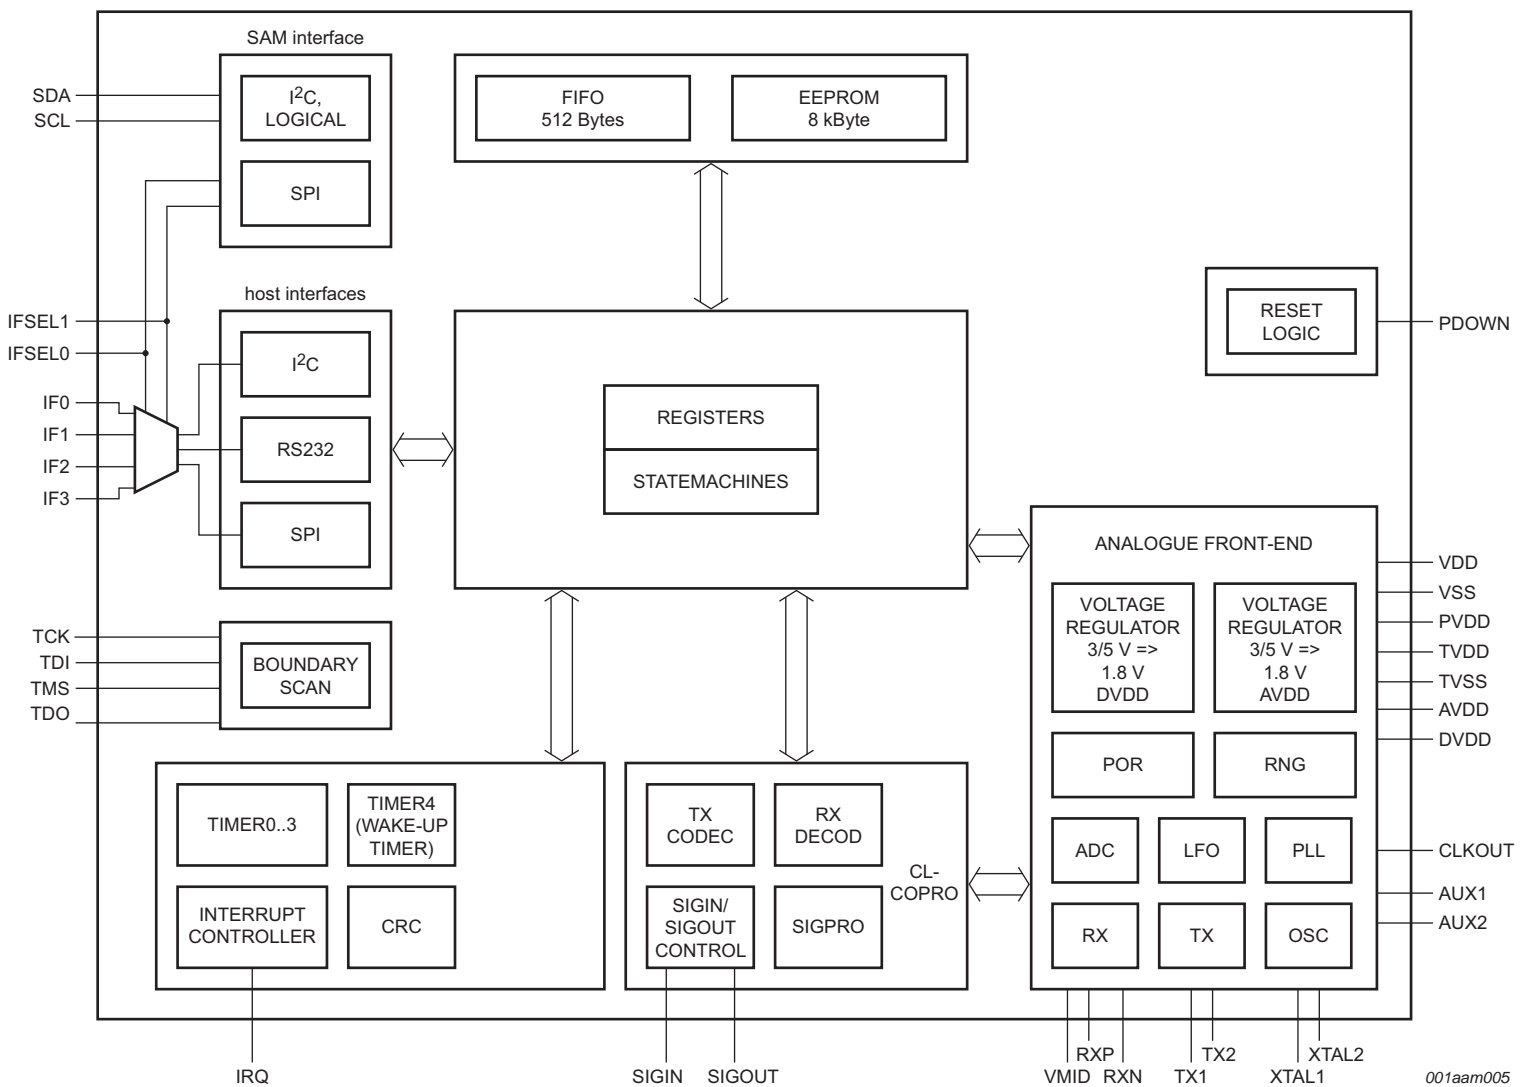 SAM interface
SDA
SCL
I²C,
LOGICAL
SPI
FIFO
512 Bytes
EEPROM
8 kByte
host interfaces
IFSEL1
IFSEL0
IF0
IF1
IF2
IF3
I²C
RS232
SPI
REGISTERS
STATEMACHINES
RESET
LOGIC
PDOWN
TCK
TDI
TMS
TDO
BOUNDARY
SCAN
ANALOGUE FRONT-END
VOLTAGE
REGULATOR
3/5 V =>
1.8 V
DVDD
VOLTAGE
REGULATOR
3/5 V =>
1.8 V
AVDD
POR
RNG
ADC
LFO
PLL
RX
TX
OSC
VDD
VSS
PVDD
TVDD
TVSS
AVDD
DVDD
CLKOUT
AUX1
AUX2
TIMER0..3
TIMER4
(WAKE-UP
TIMER)
INTERRUPT
CONTROLLER
CRC
TX
CODEC
RX
DECOD
SIGIN/
SIGOUT
CONTROL
SIGPRO
CL-
COPRO
IRQ
SIGIN
SIGOUT
VMID
RXP
RXN
TX1
TX2
XTAL1
XTAL2
001aam005